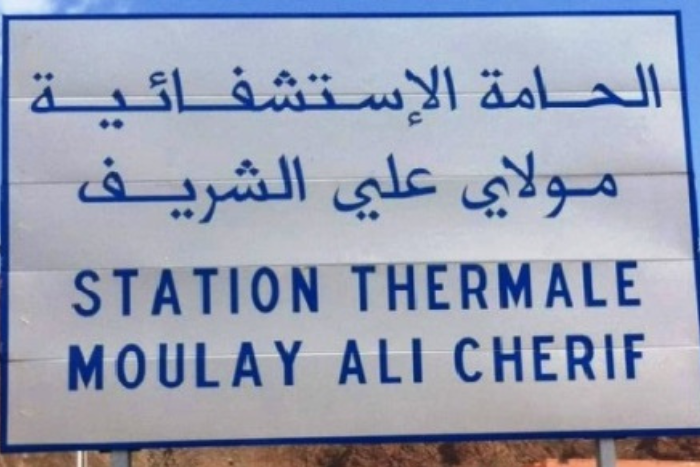 الحامة الإستشفائية
مولاي علي الشريف
STATION THERMALE
MOULAY ALI CHERIF